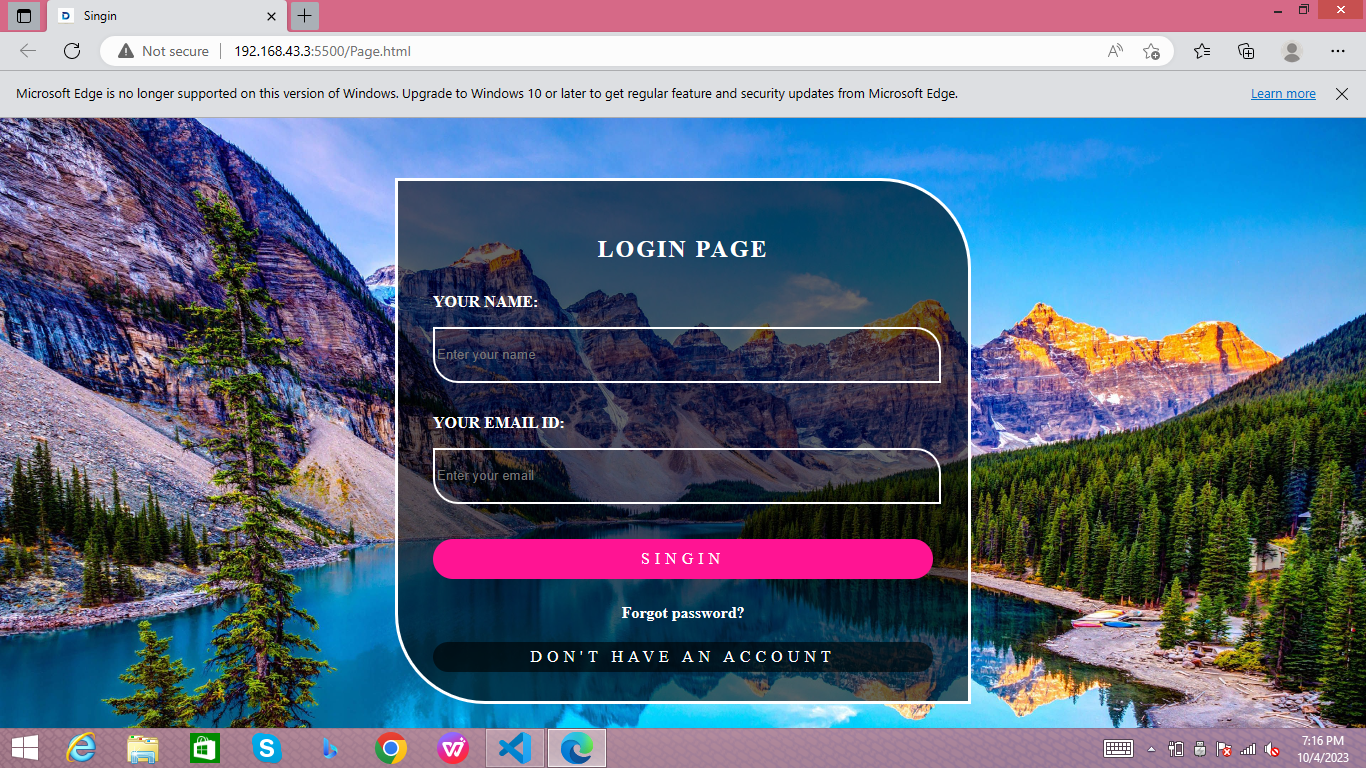 Singin
Not secure
192.168.43.3:5500/Page.html
Microsoft Edge is no longer supported on this version of Windows. Upgrade to Windows 10 or later to get regular feature and security updates from Microsoft Edge.
Learn more
LOGIN PAGE
YOUR NAME:
Enter your name
YOUR EMAIL ID:
Enter your email
SINGIN
Forgot password?
DON'T HAVE AN ACCOUNT
7:16 PM
10/4/2023